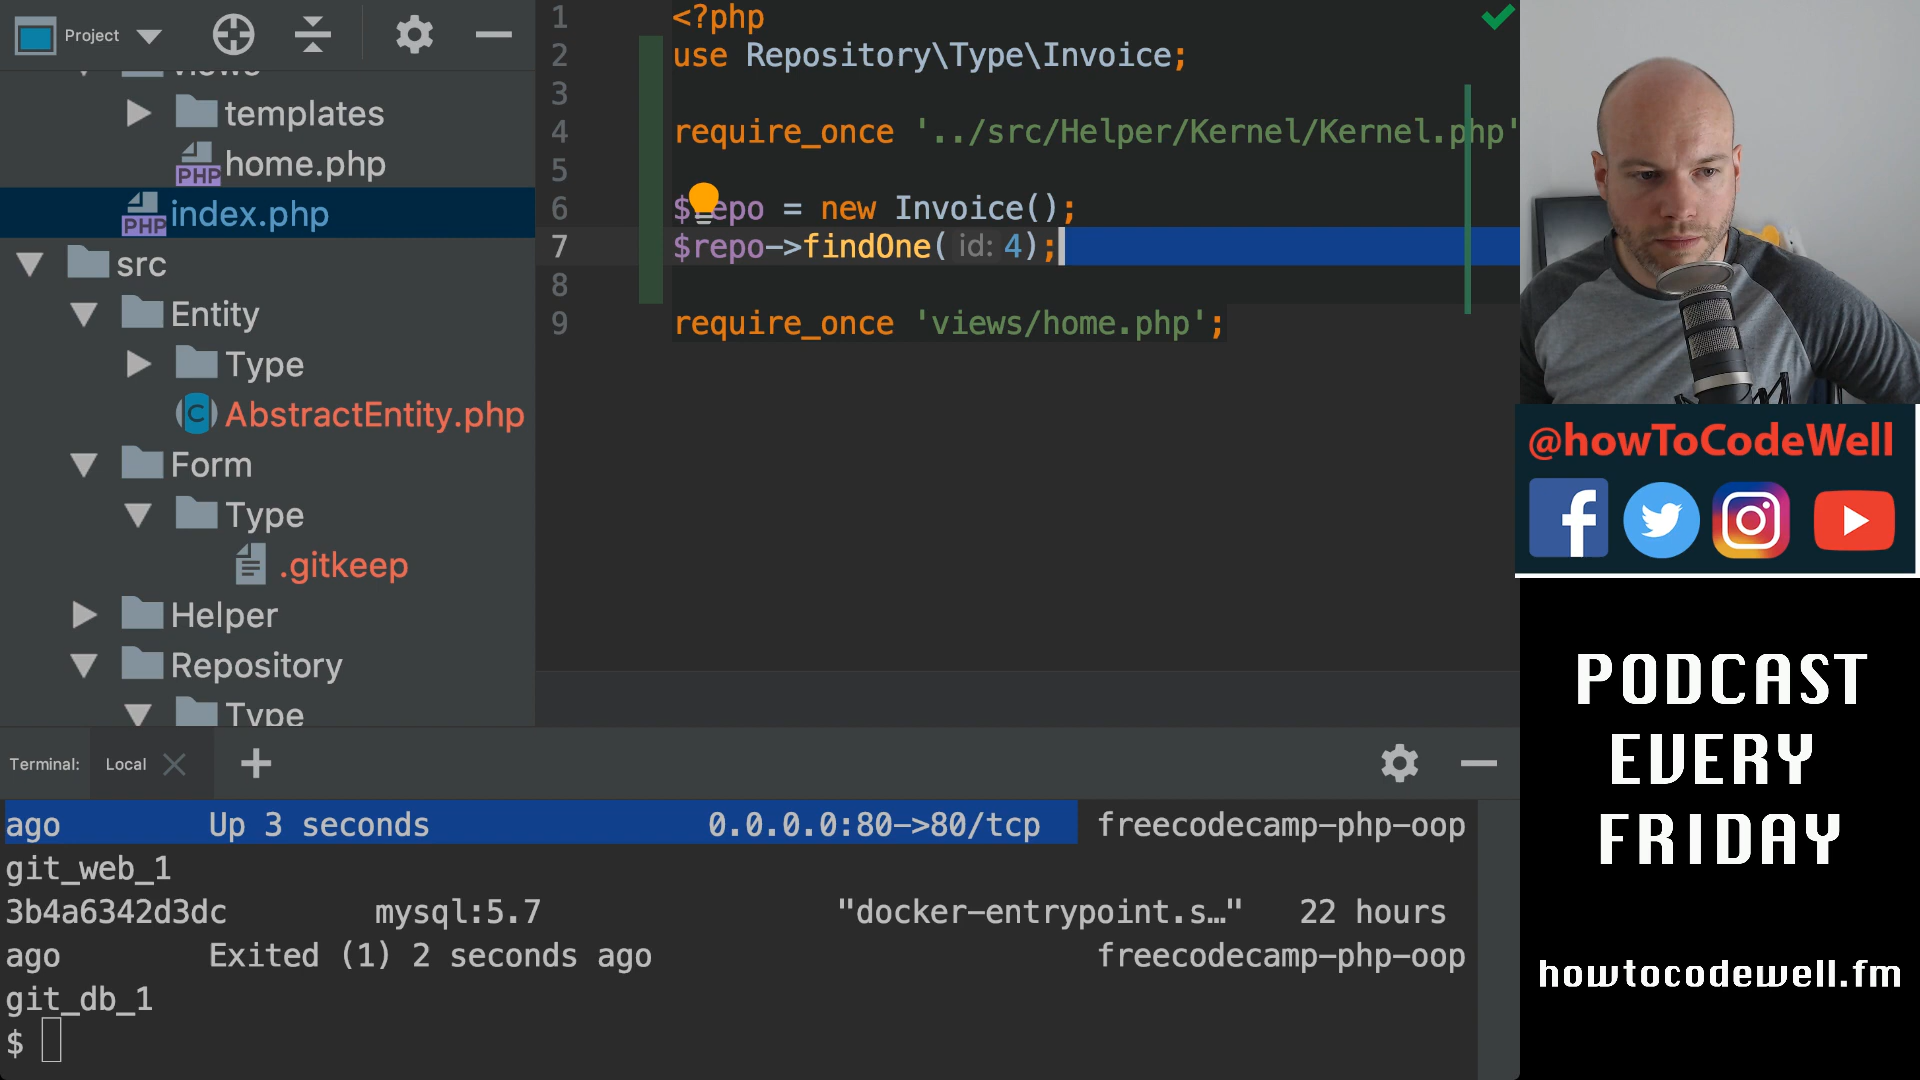 Project
views
templates
home.php
index.php
src
Entity
Type
AbstractEntity.php
Form
Type
.gitkeep
Helper
Repository
Type
1 <?php
2 use Repository\Type\Invoice;
3
4 require_once '../src/Helper/Kernel/Kernel.php'
5
6 $repo = new Invoice();
7 $repo->findOne( id: 4);
8
9 require_once 'views/home.php';
@howToCodeWell
PODCAST
EVERY
FRIDAY
howtocodewell.fm
Terminal: Local
ago Up 3 seconds 0.0.0.0:80->80/tcp freecodecamp-php-oop
git_web_1
3b4a6342d3dc mysql:5.7 "docker-entrypoint.s…" 22 hours
ago Exited (1) 2 seconds ago freecodecamp-php-oop
git_db_1
$